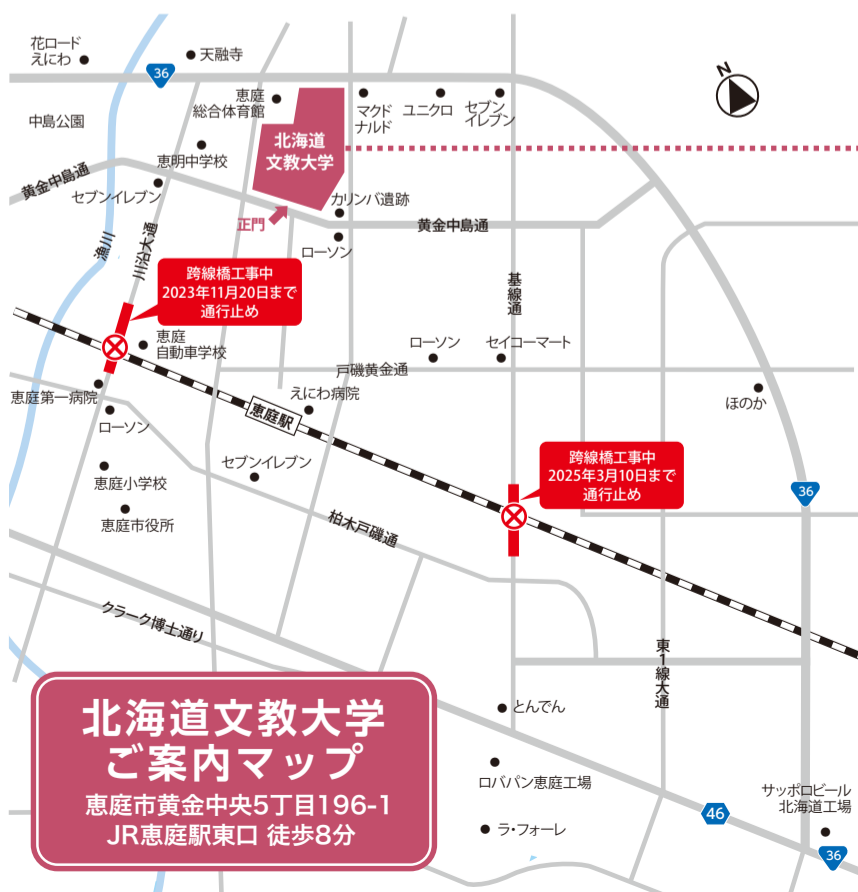 花ロード
えにわ
天融寺
36
N
恵庭
総合体育館
マクド
ナルド
ユニクロ
セブン
イレブン
中島公園
北海道
文教大学
恵明中学校
黄金中島通
セブンイレブン
カリンバ遺跡
正門
黄金中島通
ローソン
漁川
川沿大通
跨線橋工事中
2023年11月20日まで
通行止め
基線通
恵庭
自動車学校
ローソン
セイコーマート
戸磯黄金通
恵庭第一病院
えにわ病院
ほのか
ローソン
恵庭駅
跨線橋工事中
2025年3月10日まで
通行止め
セブンイレブン
恵庭小学校
36
恵庭市役所
柏木戸磯通
クラーク博士通り
東1線大通
北海道文教大学
ご案内マップ
恵庭市黄金中央5丁目196-1
JR恵庭駅東口 徒歩8分
とんでん
ロバパン恵庭工場
サッポロビール
北海道工場
46
ラ・フォーレ
36